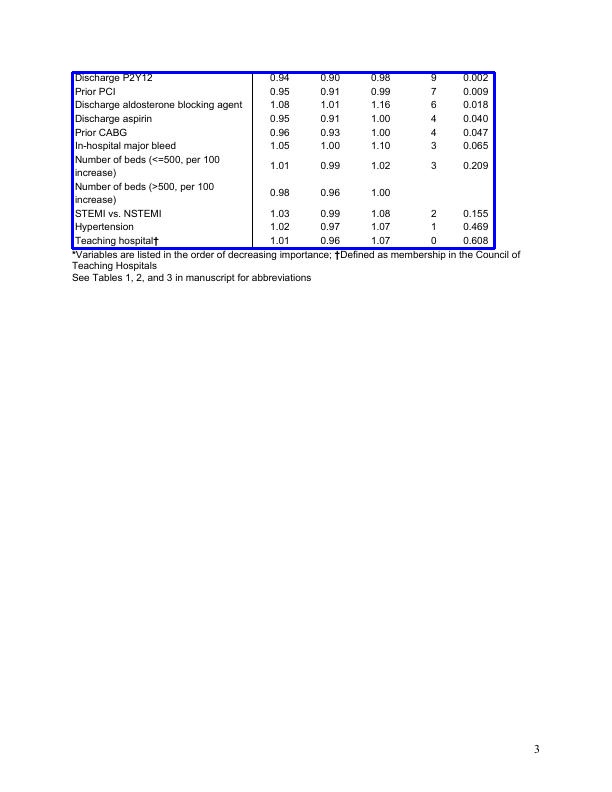 Discharge P2Y12 0.94 0.90 0.98 9 0.002
Prior PCI 0.95 0.91 0.99 7 0.009
Discharge aldosterone blocking agent 1.08 1.01 1.16 6 0.018
Discharge aspirin 0.95 0.91 1.00 4 0.040
Prior CABG 0.96 0.93 1.00 4 0.047
In-hospital major bleed 1.05 1.00 1.10 3 0.065
Number of beds (<=500, per 100
increase) 1.01 0.99 1.02 3 0.209
Number of beds (>500, per 100
increase) 0.98 0.96 1.00
STEMI vs. NSTEMI 1.03 0.99 1.08 2 0.155
Hypertension 1.02 0.97 1.07 1 0.469
Teaching hospital† 1.01 0.96 1.07 0 0.608
*Variables are listed in the order of decreasing importance; †Defined as membership in the Council of
Teaching Hospitals
See Tables 1, 2, and 3 in manuscript for abbreviations
3